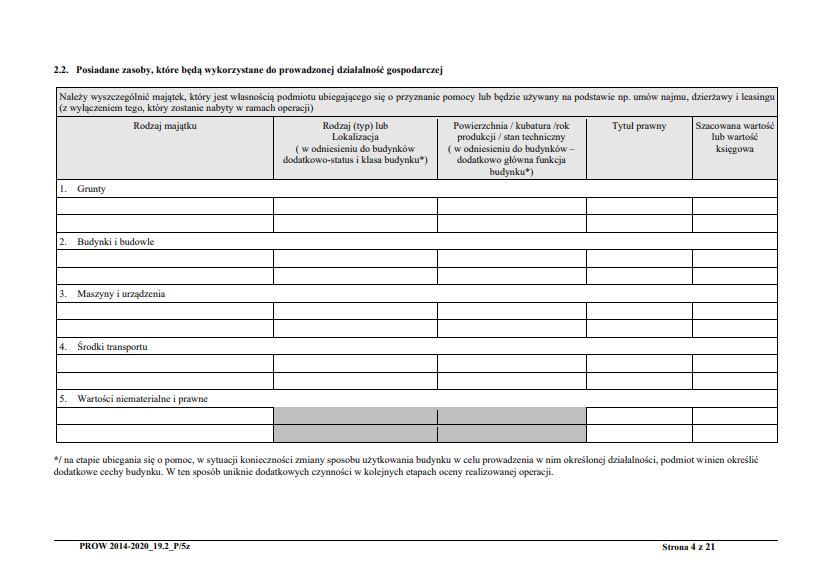 2.2. Posiadane zasoby, które będą wykorzystane do prowadzonej działalność gospodarczej
Należy wyszczególnić majątek, który jest własnością podmiotu ubiegającego się o przyznanie pomocy lub będzie używany na podstawie np. umów najmu, dzierżawy i leasingu
(z wyłączeniem tego, który zostanie nabyty w ramach operacji)
Rodzaj majątku
Rodzaj (typ) lub
Lokalizacja
( w odniesieniu do budynków
dodatkowo-status i klasa budynku*)
Powierzchnia / kubatura /rok
produkcji / stan techniczny
( w odniesieniu do budynków –
dodatkowo główna funkcja
budynku*)
Tytuł prawny
Szacowana wartość
lub wartość
księgowa
1. Grunty
2. Budynki i budowle
3. Maszyny i urządzenia
4. Środki transportu
5. Wartości niematerialne i prawne
*/ na etapie ubiegania się o pomoc, w sytuacji konieczności zmiany sposobu użytkowania budynku w celu prowadzenia w nim określonej działalności, podmiot winien określić
dodatkowe cechy budynku. W ten sposób uniknie dodatkowych czynności w kolejnych etapach oceny realizowanej operacji.
PROW 2014-2020_19.2_P/5z
Strona 4 z 21